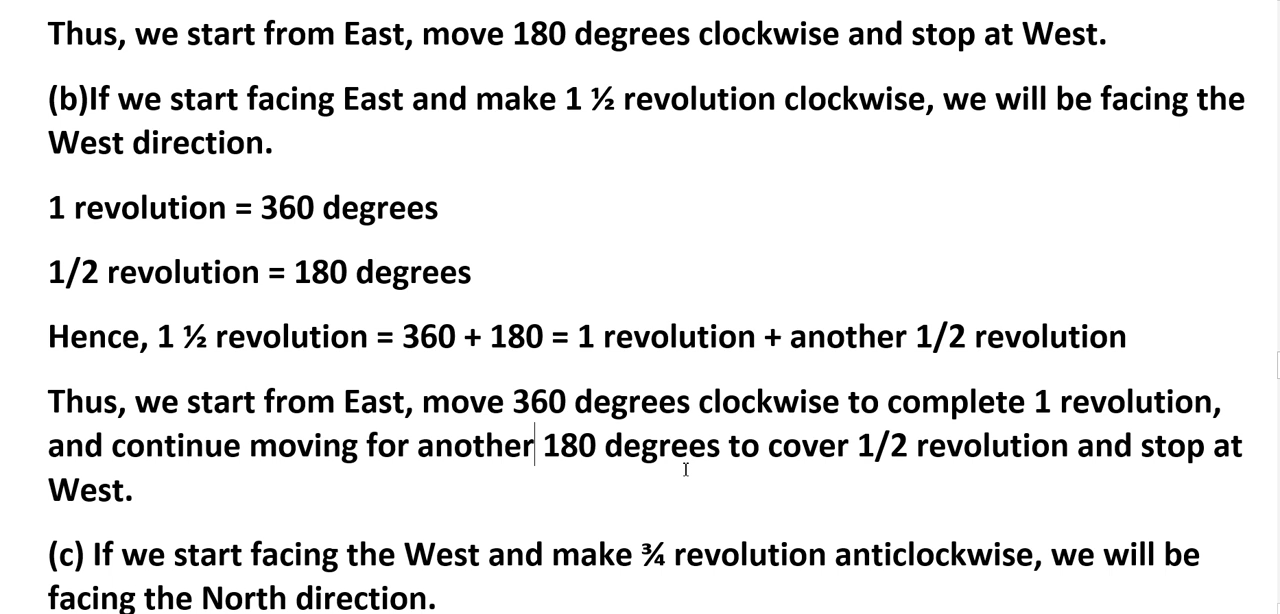 Thus, we start from East, move 180 degrees clockwise and stop at West.
(b)If we start facing East and make 1 ½ revolution clockwise, we will be facing the
West direction.
1 revolution = 360 degrees
1/2 revolution = 180 degrees
Hence, 1 ½ revolution = 360 + 180 = 1 revolution + another 1/2 revolution
Thus, we start from East, move 360 degrees clockwise to complete 1 revolution,
and continue moving for another 180 degrees to cover 1/2 revolution and stop at
West.
(c) If we start facing the West and make ¾ revolution anticlockwise, we will be
facing the North direction.